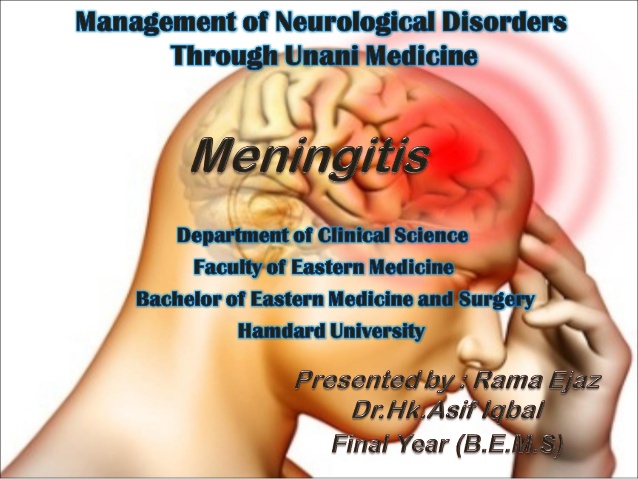 Management of Neurological Disorders
Through Unani Medicine
Meningitis
Department of Clinical Science
Faculty of Eastern Medicine
Bachelor of Eastern Medicine and Surgery
Hamdard University
Presented by : Rama Ejaz
Dr.Hk.Asif Iqbal
Final Year (B.E.M.S)